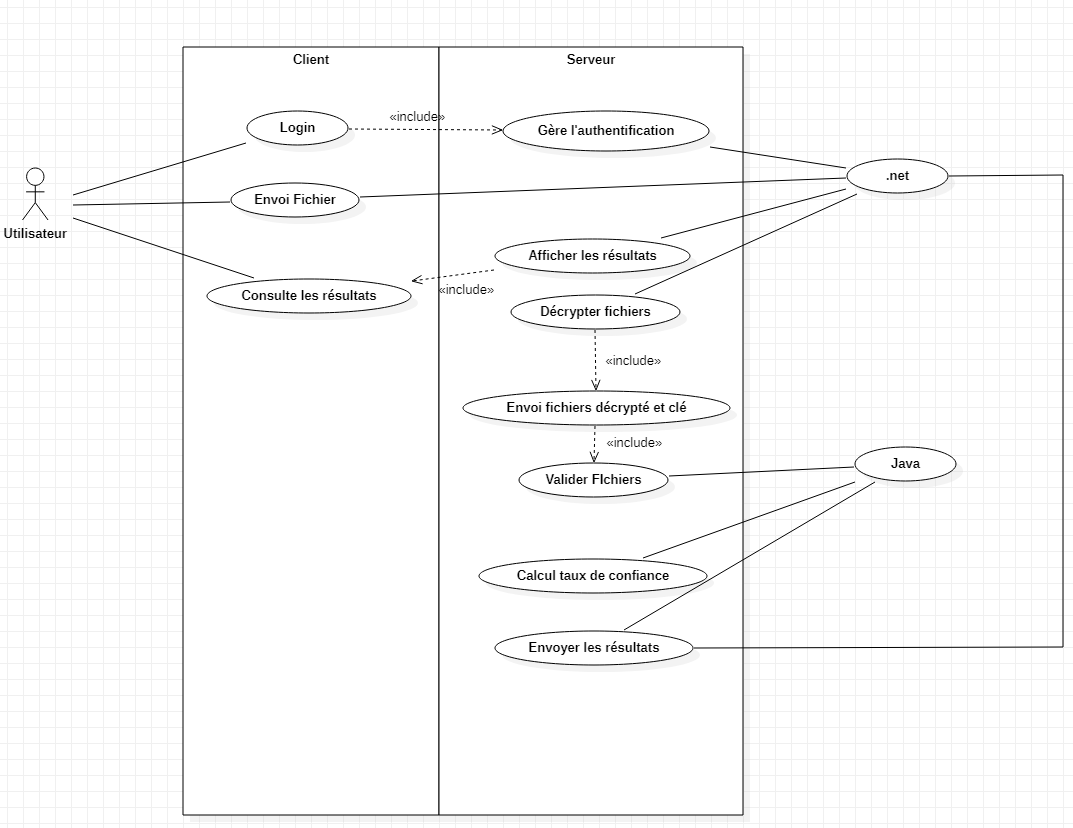 Client
Serveur
Login
«include»
Gère l'authentification
.net
Envoi Fichier
Utilisateur
Afficher les résultats
Consulte les résultats
«include»
Décrypter fichiers
«include»
Envoi fichiers décrypté et clé
«include»
Valider FIchiers
Java
Calcul taux de confiance
Envoyer les résultats